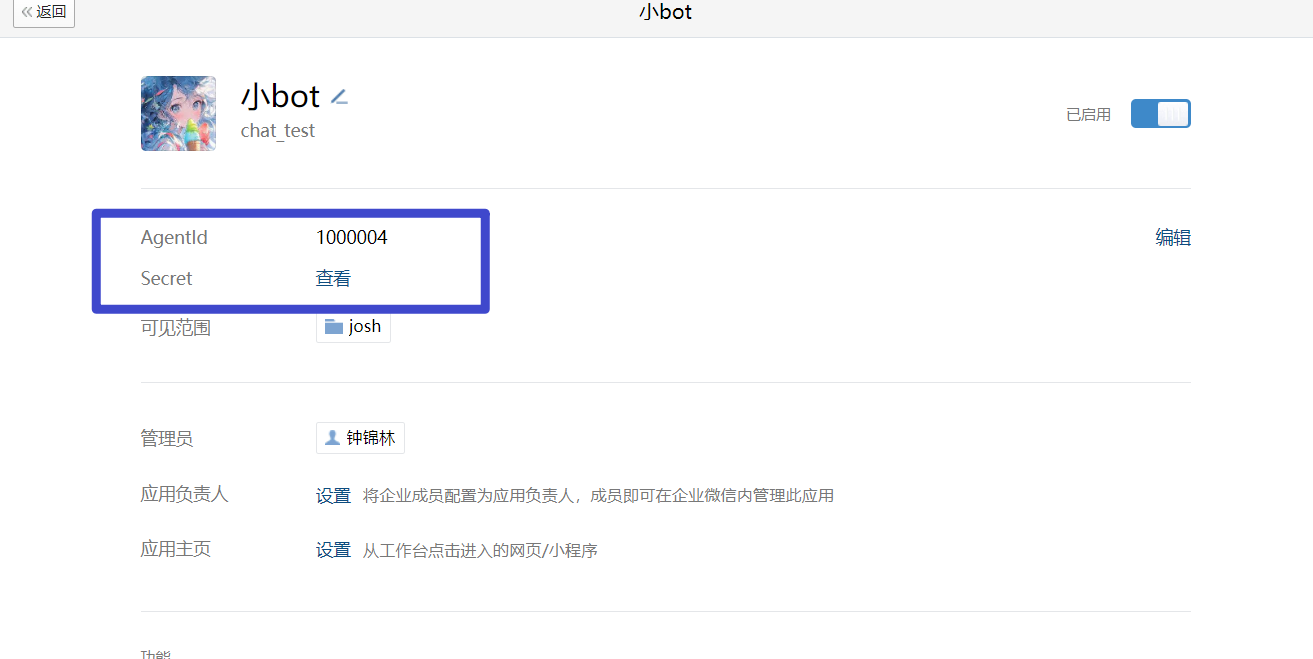 返回
小bot
小bot
chat_test
已启用
AgentId 1000004
编辑
Secret 查看
可见范围 josh
管理员 钟锦林
应用负责人 设置 将企业成员配置为应用负责人，成员即可在企业微信内管理此应用
应用主页 设置 从工作台点击进入的网页/小程序
功能